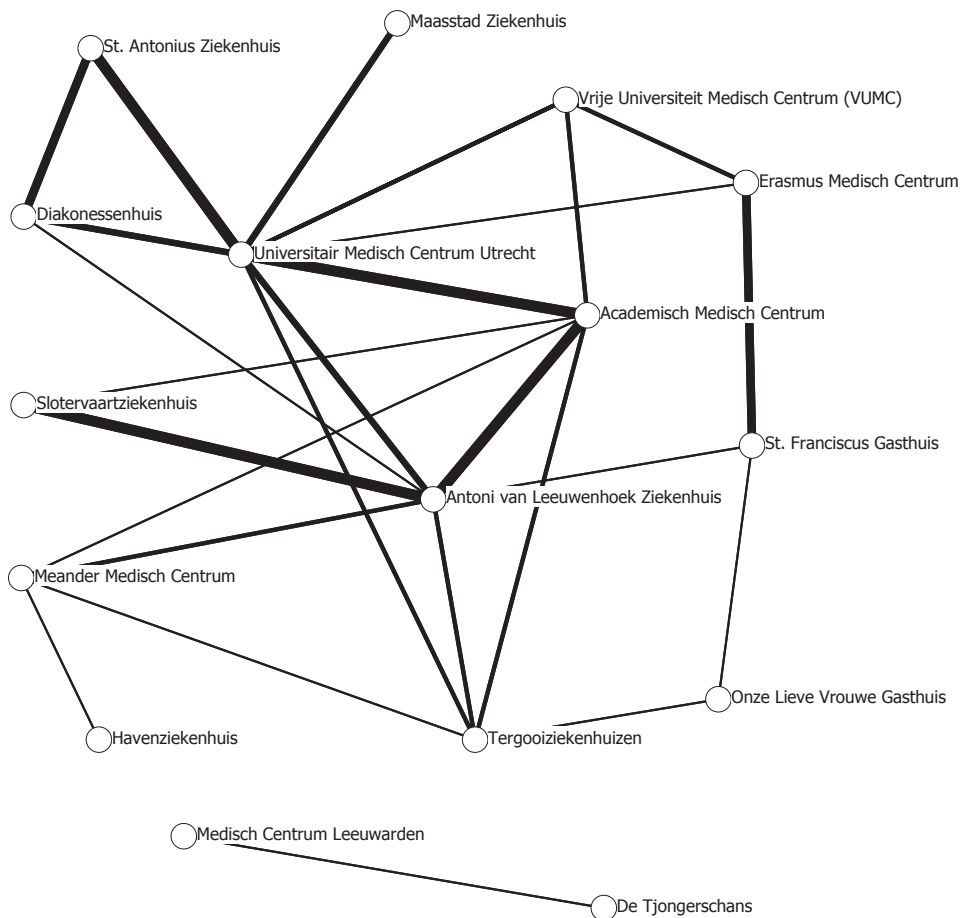 Maasstad Ziekenhuis
St. Antonius Ziekenhuis
Vrije Universiteit Medisch Centrum (VUMC)
Erasmus Medisch Centrum
Diakonessenhuis
Universitair Medisch Centrum Utrecht
Academisch Medisch Centrum
Slotervaartziekenhuis
St. Franciscus Gasthuis
Antoni van Leeuwenhoek Ziekenhuis
Meander Medisch Centrum
Onze Lieve Vrouwe Gasthuis
Havenziekenhuis
Tergooiziekenhuizen
Medisch Centrum Leeuwarden
De Tjongerschans